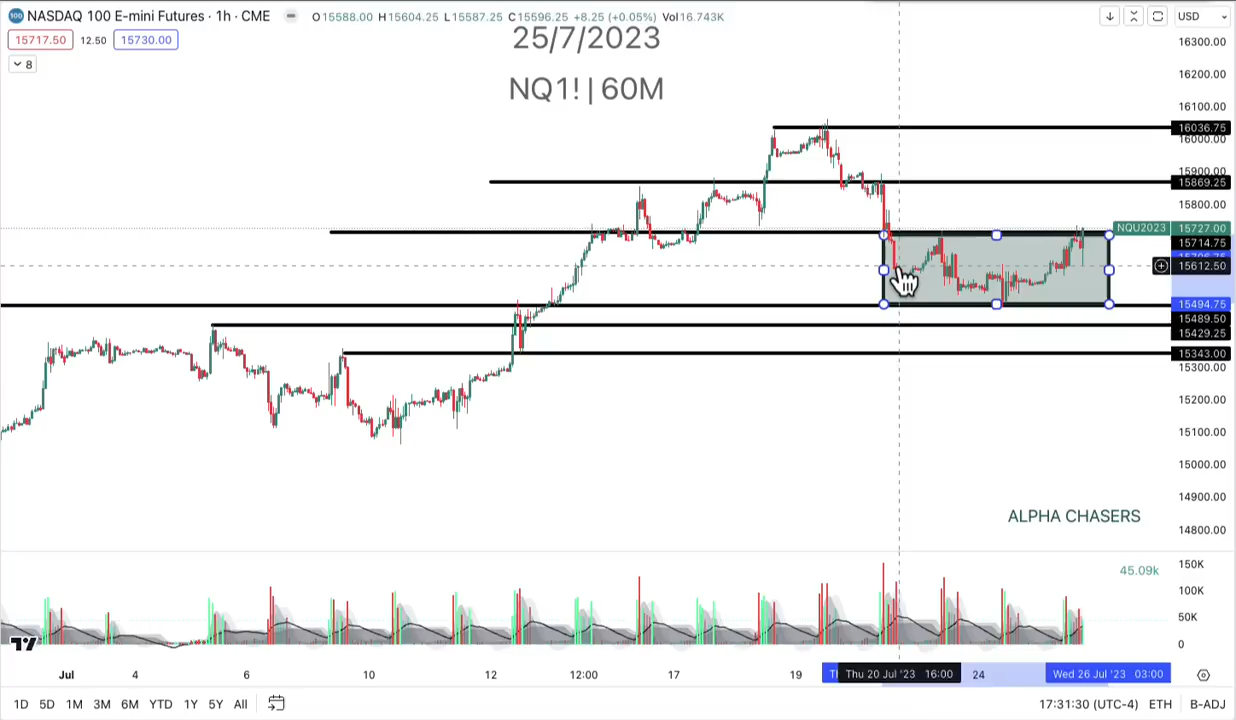 100 NASDAQ 100 E-mini Futures · 1h · CME O15588.00 H15604.25 L15587.25 C15596.25 +8.25 (+0.05%) Vol16.743K USD
15717.50 12.50 15730.00
8
25/7/2023
NQ1! | 60M
16300.00
16200.00
16100.00
16036.75
16000.00
15900.00
15869.25
15800.00
NQU2023 15727.00
15714.75
15612.50
15494.75
15489.50
15429.25
15343.00
15300.00
15200.00
15100.00
15000.00
14900.00
14800.00
ALPHA CHASERS
150K
45.09k
100K
50K
0
Jul 4 6 10 12 12:00 17 19 Thu 20 Jul '23 16:00 24 Wed 26 Jul '23 03:00
1D 5D 1M 3M 6M YTD 1Y 5Y All 17:31:30 (UTC-4) ETH B-ADJ